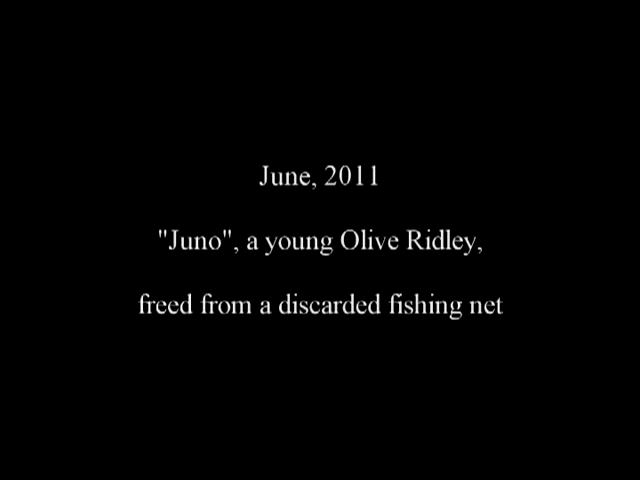 June, 2011
"Juno", a young Olive Ridley,
freed from a discarded fishing net